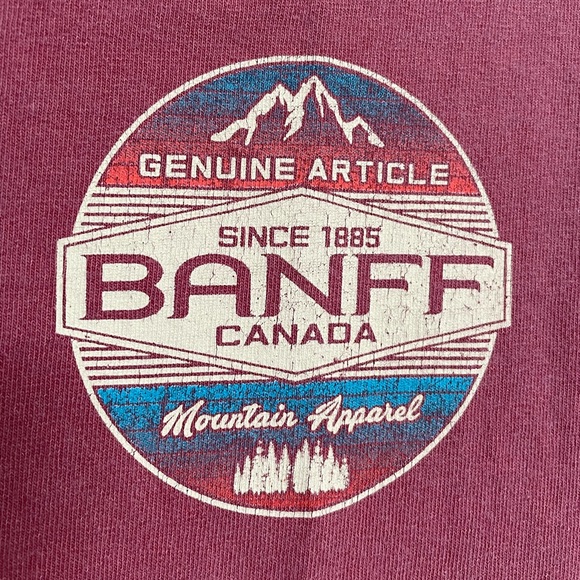 GENUINE ARTICLE
SINCE 1885
BANFF
CANADA
Mountain Apparel